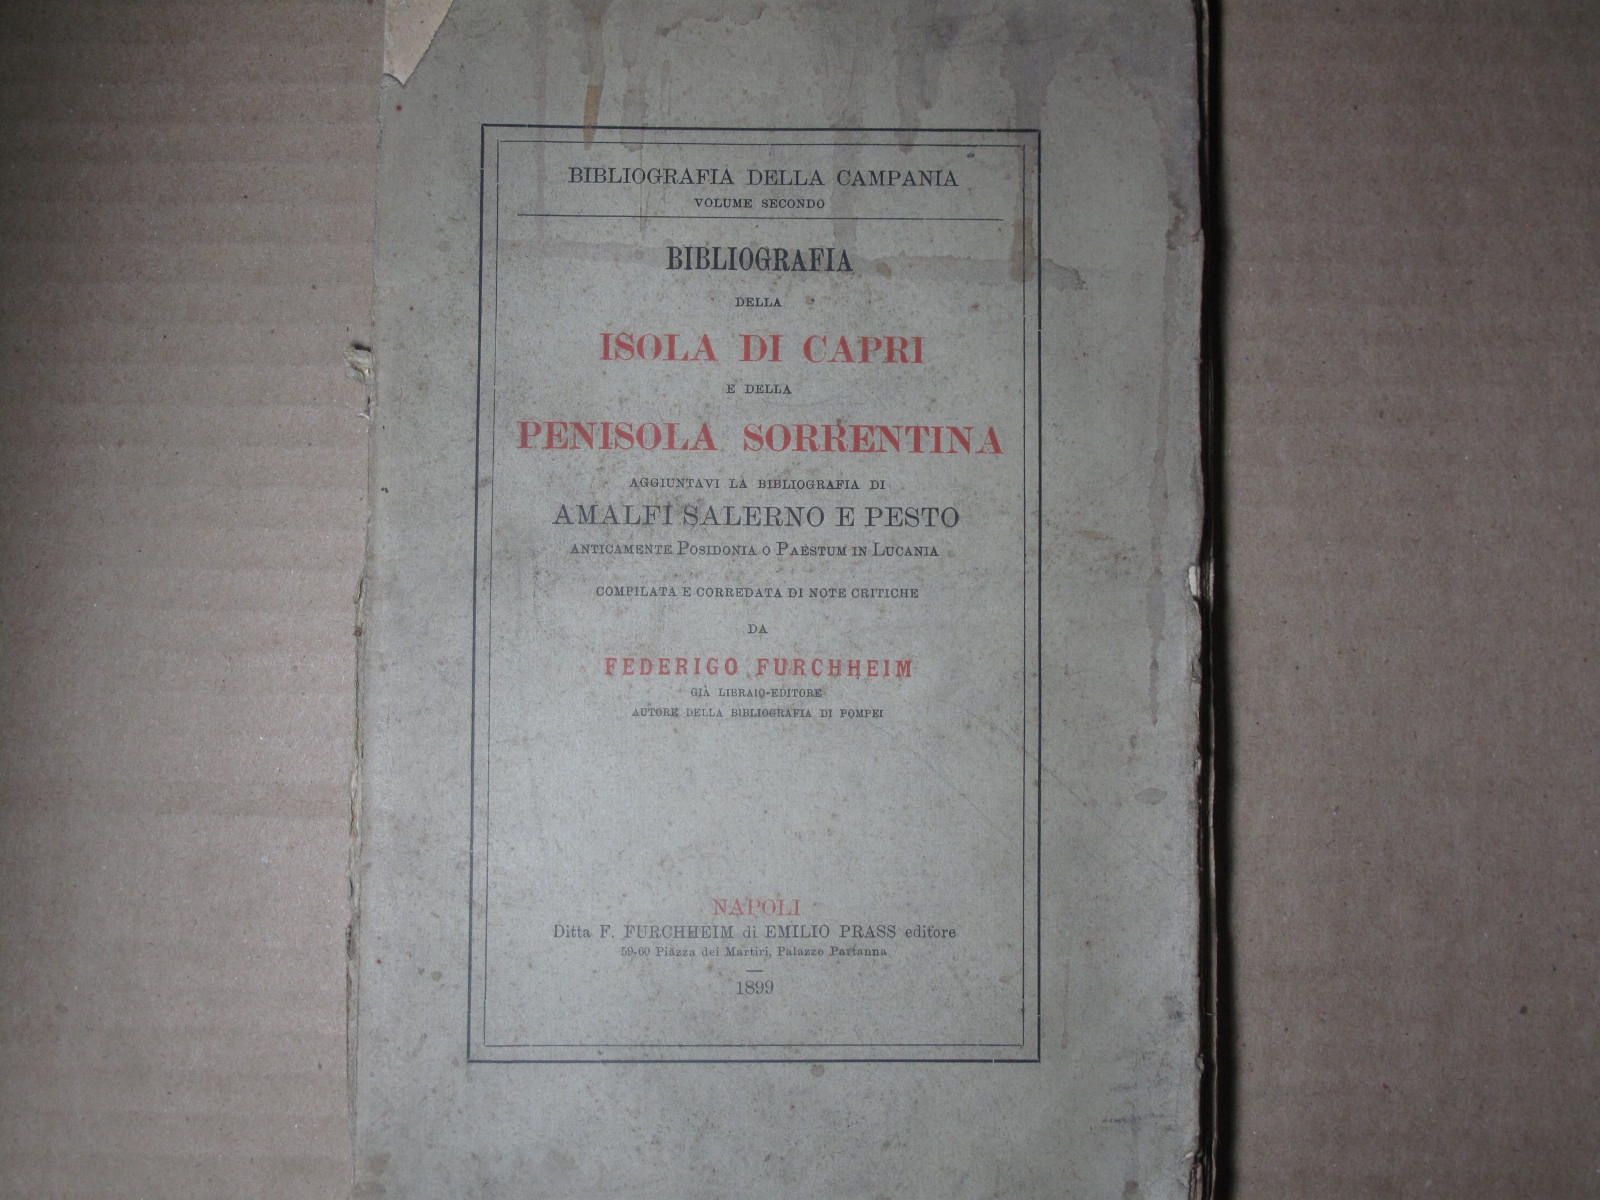 BIBLIOGRAFIA DELLA CAMPANIA
VOLUME SECONDO
BIBLIOGRAFIA
DELLA
ISOLA DI CAPRI
E DELLA
PENISOLA SORRENTINA
AGGIUNTAVI LA BIBLIOGRAFIA DI
AMALFI SALERNO E PESTO
ANTICAMENTE POSIDONIA O PAESTUM IN LUCANIA
COMPILATA E CORREDATA DI NOTE CRITICHE
DA
FEDERIGO FURCHHEIM
GIÀ LIBRAIO-EDITORE
AUTORE DELLA BIBLIOGRAFIA DI POMPEI
NAPOLI
Ditta F. FURCHHEIM di EMILIO PRASS editore
59-60 Piazza dei Martiri, Palazzo Partanna
1899